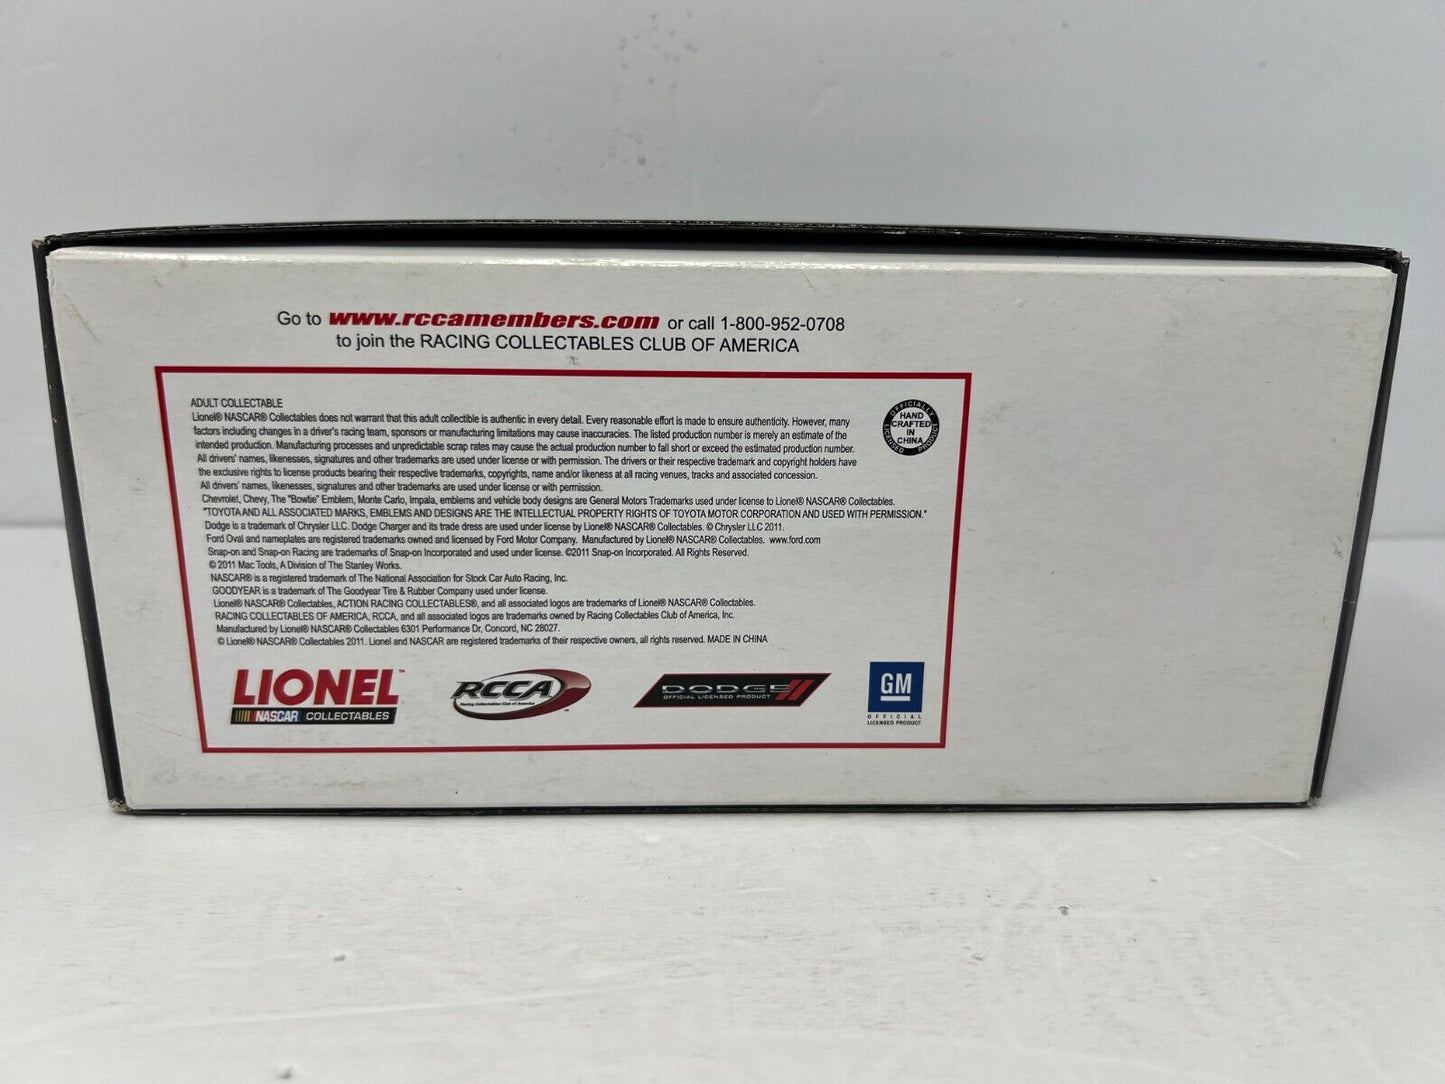 Go to www.rccamembers.com or call 1-800-952-0708
to join the RACING COLLECTABLES CLUB OF AMERICA
ADULT COLLECTABLE
Lionel® NASCAR® Collectables does not warrant that this adult collectible is authentic in every detail. Every reasonable effort is made to ensure authenticity. However, many
factors including changes in a driver's racing team, sponsors or manufacturing limitations may cause inaccuracies. The listed production number is merely an estimate of the
intended production. Manufacturing processes and unpredictable scrap rates may cause the actual production number to fall short or exceed the estimated production number.
All drivers' names, likenesses, signatures and other trademarks are used under license or with permission. The drivers or their respective trademark and copyright holders have
the exclusive rights to license products bearing their respective trademarks, copyrights, name and/or likeness at all racing venues, tracks and associated concession.
All drivers' names, likenesses, signatures and other trademarks are used under license or with permission.
Chevrolet, Chevy, The "Bowtie" Emblem, Monte Carlo, Impala, emblems and vehicle body designs are General Motors Trademarks used under license to Lionel® NASCAR® Collectables.
"TOYOTA AND ALL ASSOCIATED MARKS, EMBLEMS AND DESIGNS ARE THE INTELLECTUAL PROPERTY RIGHTS OF TOYOTA MOTOR CORPORATION AND USED WITH PERMISSION."
Dodge is a trademark of Chrysler LLC. Dodge Charger and its trade dress are used under license by Lionel® NASCAR® Collectables. © Chrysler LLC 2011.
Ford Oval and nameplates are registered trademarks owned and licensed by Ford Motor Company. Manufactured by Lionel® NASCAR® Collectables. www.ford.com
Snap-on and Snap-on Racing are trademarks of Snap-on Incorporated and used under license. ©2011 Snap-on Incorporated. All Rights Reserved.
© 2011 Mac Tools, A Division of The Stanley Works.
NASCAR® is a registered trademark of The National Association for Stock Car Auto Racing, Inc.
GOODYEAR is a trademark of The Goodyear Tire & Rubber Company used under license.
Lionel® NASCAR® Collectables, ACTION RACING COLLECTABLES®, and all associated logos are trademarks of Lionel® NASCAR® Collectables.
RACING COLLECTABLES OF AMERICA, RCCA, and all associated logos are trademarks owned by Racing Collectables Club of America, Inc.
Manufactured by Lionel® NASCAR® Collectables 6301 Performance Dr, Concord, NC 28027.
© Lionel® NASCAR® Collectables 2011. Lionel and NASCAR are registered trademarks of their respective owners, all rights reserved. MADE IN CHINA
OFFICIALLY
HAND
CRAFTED
IN
CHINA
LICENSED PRODUCT
LIONEL™
NASCAR COLLECTABLES
RCCA
Racing Collectables Club of America
™
DODGE
OFFICIAL LICENSED PRODUCT
GM
OFFICIAL
LICENSED PRODUCT